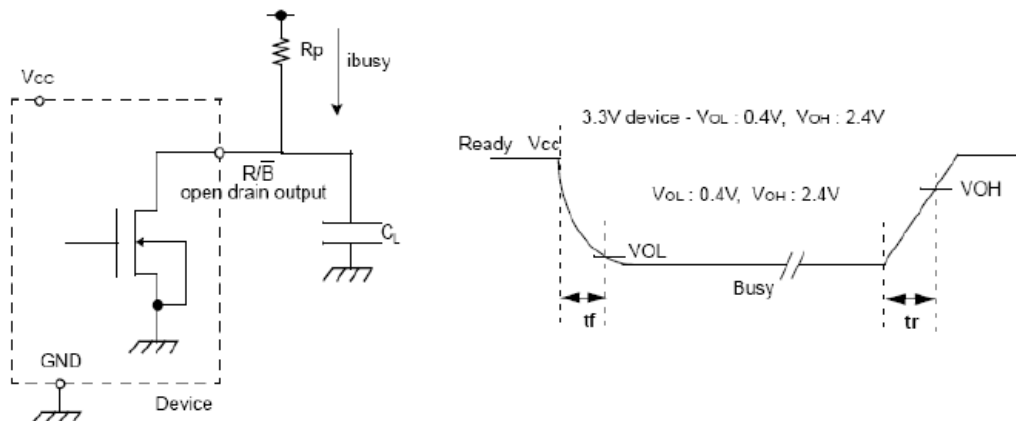 Rp
ibusy
Vcc
R/B̅
open drain output
CL
GND
Device
3.3V device - VOL : 0.4V, VOH : 2.4V
Ready Vcc
VOL : 0.4V, VOH : 2.4V
VOH
VOL
Busy
tf
tr